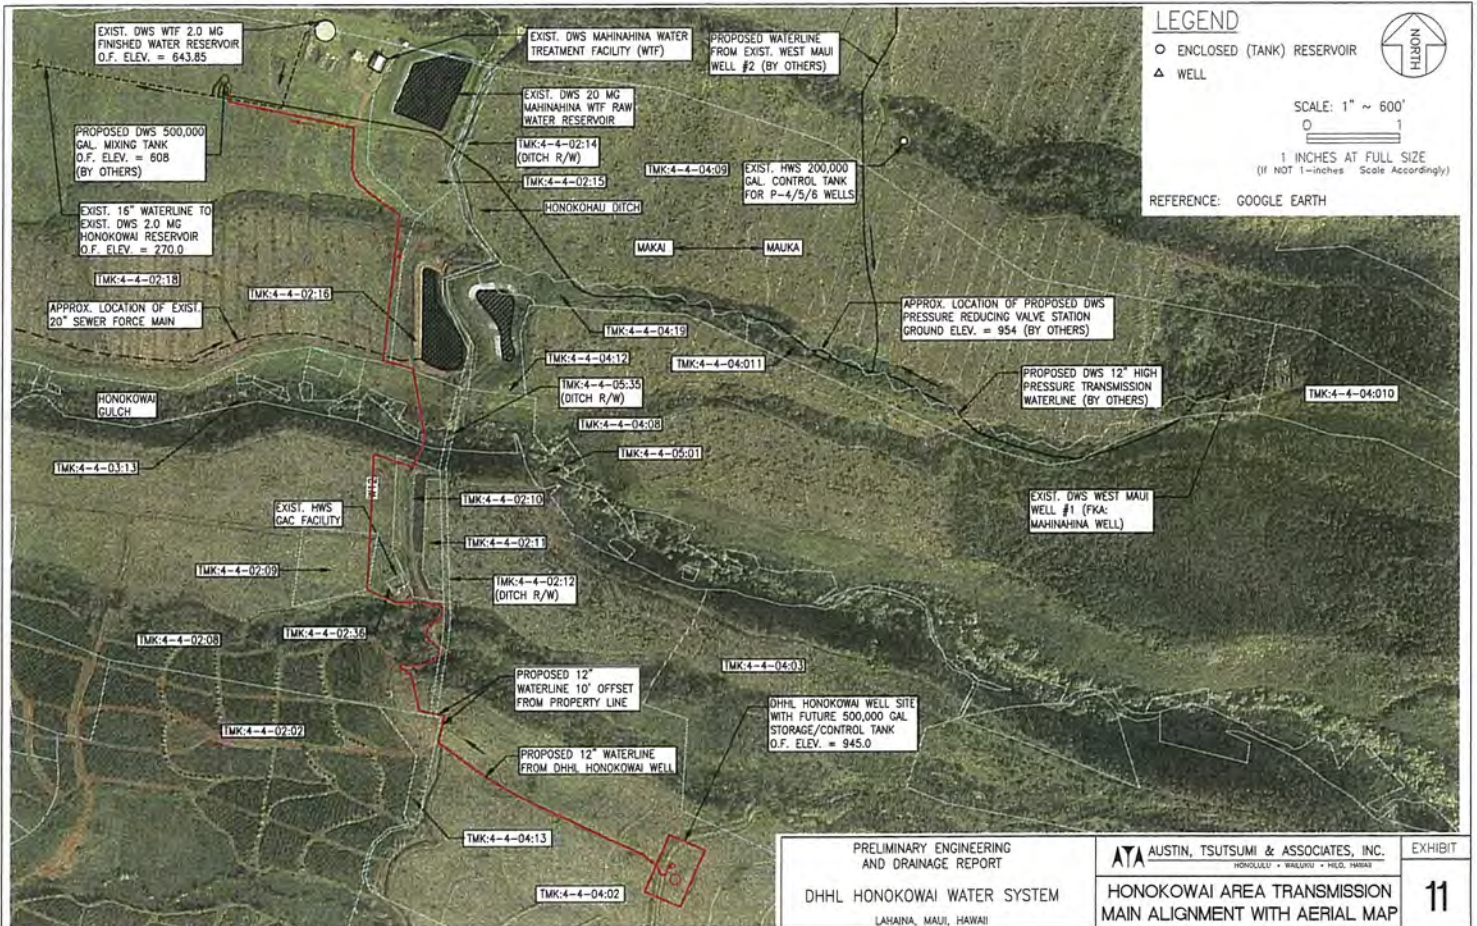 EXIST. DWS WTF 2.0 MG
FINISHED WATER RESERVOIR
O.F. ELEV. = 643.85
EXIST. DWS MAHINAHINA WATER
TREATMENT FACILITY (WTF)
PROPOSED WATERLINE
FROM EXIST. WEST MAUI
WELL #2 (BY OTHERS)
LEGEND
ENCLOSED (TANK) RESERVOIR
WELL
NORTH
SCALE: 1" ~ 600'
0 1
1 INCHES AT FULL SIZE
(If NOT 1-inches Scale Accordingly)
REFERENCE: GOOGLE EARTH
EXIST. DWS 20 MG
MAHINAHINA WTF RAW
WATER RESERVOIR
PROPOSED DWS 500,000
GAL. MIXING TANK
O.F. ELEV. = 608
(BY OTHERS)
TMK:4-4-02:14
(DITCH R/W)
TMK:4-4-02:15
TMK:4-4-04:09
EXIST. HWS 200,000
GAL. CONTROL TANK
FOR P-4/5/6 WELLS
HONOKOHAU DITCH
EXIST. 16" WATERLINE TO
EXIST. DWS 2.0 MG
HONOKOWAI RESERVOIR
O.F. ELEV. = 270.0
MAKAI
MAUKA
TMK:4-4-02:18
TMK:4-4-02:16
APPROX. LOCATION OF EXIST.
20" SEWER FORCE MAIN
APPROX. LOCATION OF PROPOSED DWS
PRESSURE REDUCING VALVE STATION
GROUND ELEV. = 954 (BY OTHERS)
TMK:4-4-04:19
TMK:4-4-04:12
TMK:4-4-04:011
TMK:4-4-05:35
(DITCH R/W)
PROPOSED DWS 12" HIGH
PRESSURE TRANSMISSION
WATERLINE (BY OTHERS)
TMK:4-4-04:010
HONOKOWAI
GULCH
TMK:4-4-04:08
TMK:4-4-05:01
TMK:4-4-03:13
TMK:4-4-02:10
EXIST. DWS WEST MAUI
WELL #1 (FKA:
MAHINAHINA WELL)
EXIST. HWS
GAC FACILITY
TMK:4-4-02:11
TMK:4-4-02:09
TMK:4-4-02:12
(DITCH R/W)
TMK:4-4-02:08
TMK:4-4-02:36
TMK:4-4-04:03
PROPOSED 12"
WATERLINE 10' OFFSET
FROM PROPERTY LINE
DHHL HONOKOWAI WELL SITE
WITH FUTURE 500,000 GAL
STORAGE/CONTROL TANK
O.F. ELEV. = 945.0
TMK:4-4-02:02
PROPOSED 12" WATERLINE
FROM DHHL HONOKOWAI WELL
TMK:4-4-04:13
TMK:4-4-04:02
PRELIMINARY ENGINEERING
AND DRAINAGE REPORT
DHHL HONOKOWAI WATER SYSTEM
LAHAINA, MAUI, HAWAII
ATA AUSTIN, TSUTSUMI & ASSOCIATES, INC.
HONOLULU • WAILUKU • HILO, HAWAII
HONOKOWAI AREA TRANSMISSION
MAIN ALIGNMENT WITH AERIAL MAP
EXHIBIT
11